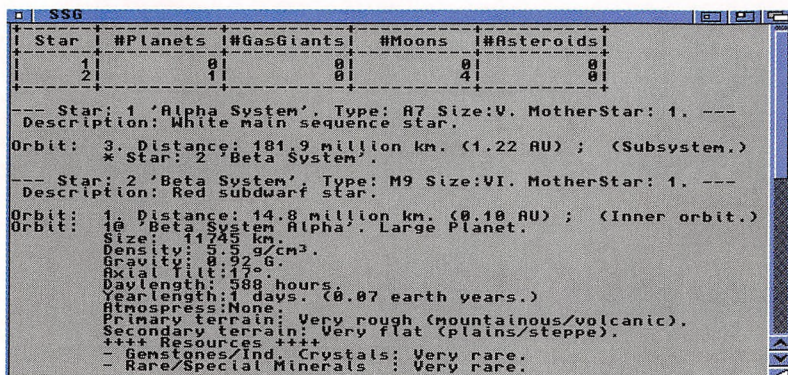 SSG
Star #Planets #GasGiants #Moons #Asteroids
1 0 0 0 0
2 1 0 4 0
--- Star: 1 'Alpha System'. Type: A7 Size:V. MotherStar: 1. ---
Description: White main sequence star.
Orbit: 3. Distance: 181.9 million km. (1.22 AU) ; (Subsystem.)
* Star: 2 'Beta System'.
--- Star: 2 'Beta System'. Type: M9 Size:VI. MotherStar: 1. ---
Description: Red subdwarf star.
Orbit: 1. Distance: 14.8 million km. (0.10 AU) ; (Inner orbit.)
Orbit: 1@ 'Beta System Alpha'. Large Planet.
Size: 11745 km.
Density: 5.5 g/cm³.
Gravity: 0.92 G.
Axial Tilt:17°.
Daylength: 588 hours.
Yearlength:1 days. (0.07 earth years.)
Atmospress:None.
Primary terrain: Very rough (mountainous/volcanic).
Secondary terrain: Very flat (plains/steppe).
++++ Resources ++++
- Gemstones/Ind. Crystals: Very rare.
- Rare/Special Minerals : Very rare.